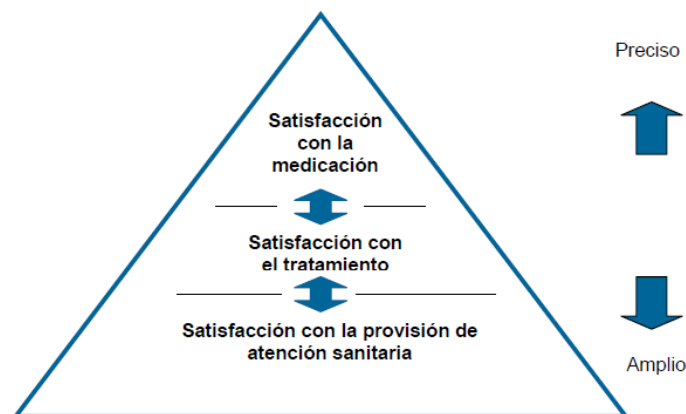 Preciso
Satisfacción
con la
medicación
Satisfacción con
el tratamiento
Satisfacción con la provisión de
atención sanitaria
Amplio